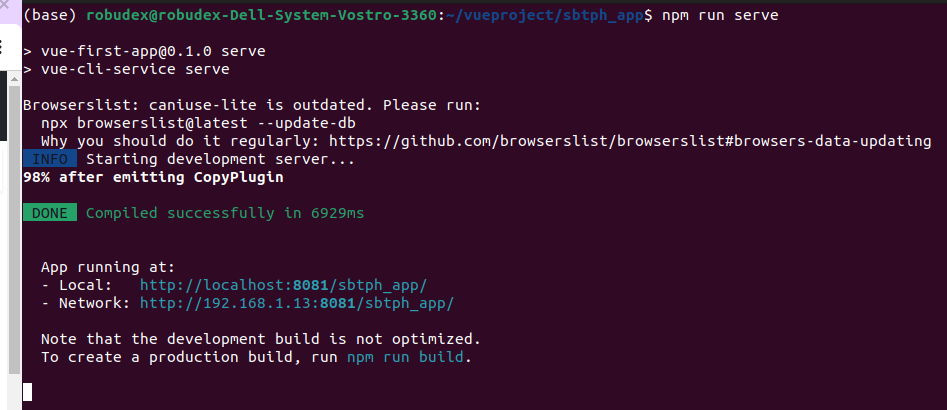 (base) robudex@robudex-Dell-System-Vostro-3360:~/vueproject/sbtph_app$ npm run serve
> vue-first-app@0.1.0 serve
> vue-cli-service serve
Browserslist: caniuse-lite is outdated. Please run:
npx browserslist@latest --update-db
Why you should do it regularly: https://github.com/browserslist/browserslist#browsers-data-updating
INFO Starting development server...
98% after emitting CopyPlugin
DONE Compiled successfully in 6929ms
App running at:
- Local: http://localhost:8081/sbtph_app/
- Network: http://192.168.1.13:8081/sbtph_app/
Note that the development build is not optimized.
To create a production build, run npm run build.